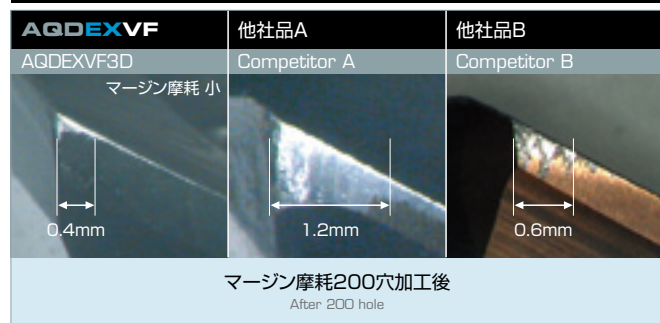 AQDEXVF
他社品A
他社品B
AQDEXVF3D
Competitor A
Competitor B
マージン摩耗 小
0.4mm
1.2mm
0.6mm
マージン摩耗200穴加工後
After 200 hole